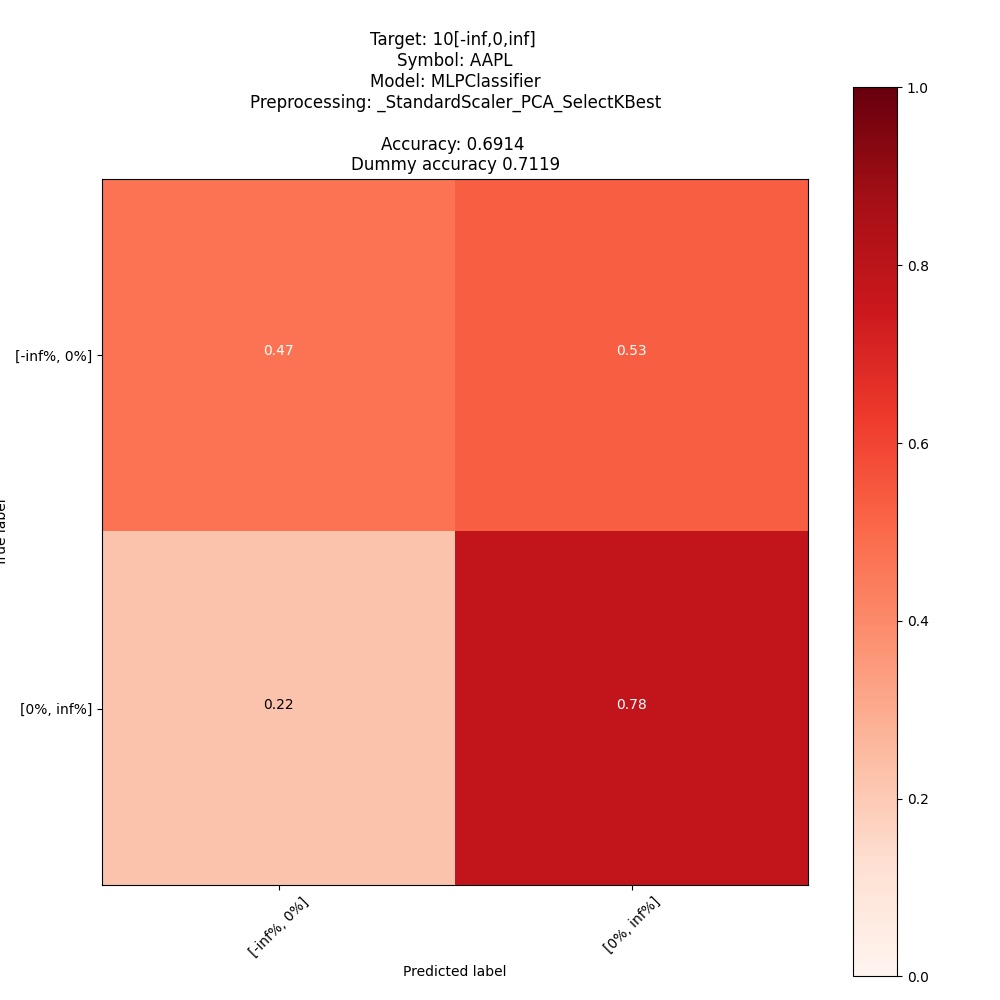 Target: 10[-inf,0,inf]
Symbol: AAPL
Model: MLPClassifier
Preprocessing: _StandardScaler_PCA_SelectKBest
Accuracy: 0.6914
Dummy accuracy 0.7119
1.0
0.8
0.6
0.4
0.2
0.0
True label
[-inf%, 0%]
0.47
0.53
[0%, inf%]
0.22
0.78
[-inf%, 0%]
[0%, inf%]
Predicted label